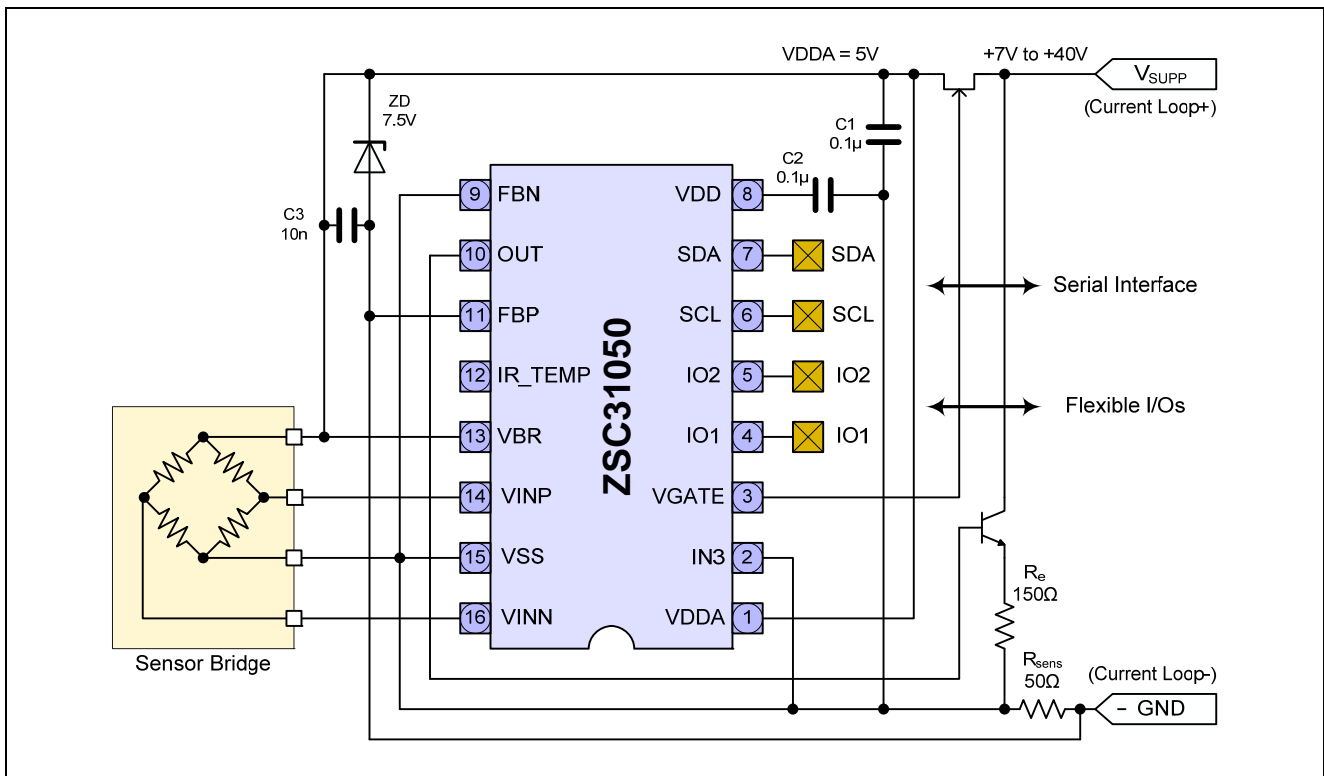 VDDA = 5V
+7V to +40V
V_SUPP
(Current Loop+)
ZD
7.5V
C1
0.1µ
C2
0.1µ
C3
10n
9 FBN
VDD 8
10 OUT
SDA 7 SDA
11 FBP
SCL 6 SCL
12 IR_TEMP
IO2 5 IO2
13 VBR
IO1 4 IO1
14 VINP
VGATE 3
15 VSS
IN3 2
16 VINN
VDDA 1
ZSC31050
Serial Interface
Flexible I/Os
Sensor Bridge
Re
150Ω
Rsens
50Ω
(Current Loop-)
- GND